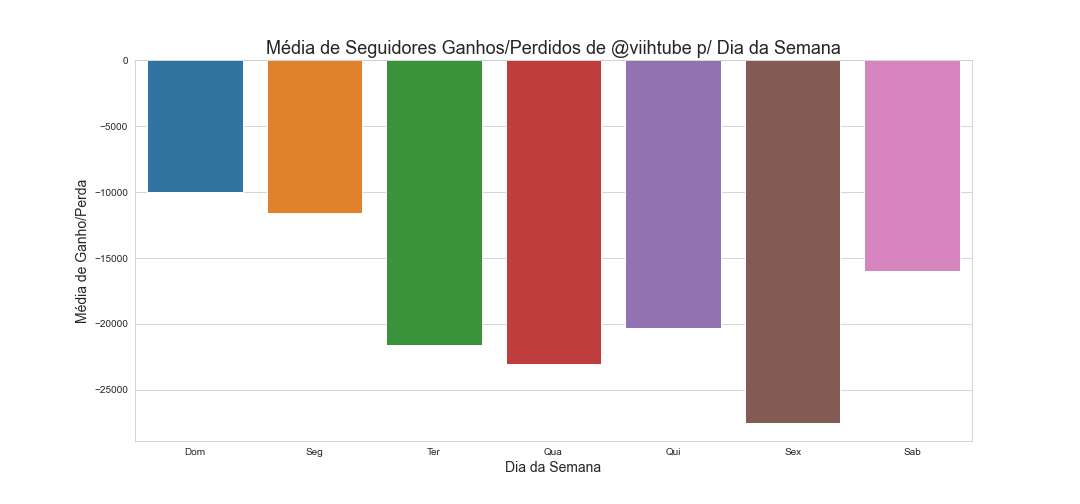 Média de Seguidores Ganhos/Perdidos de @viihtube p/ Dia da Semana
0
−5000
−10000
−15000
−20000
−25000
Média de Ganho/Perda
Dom Seg Ter Qua Qui Sex Sab
Dia da Semana